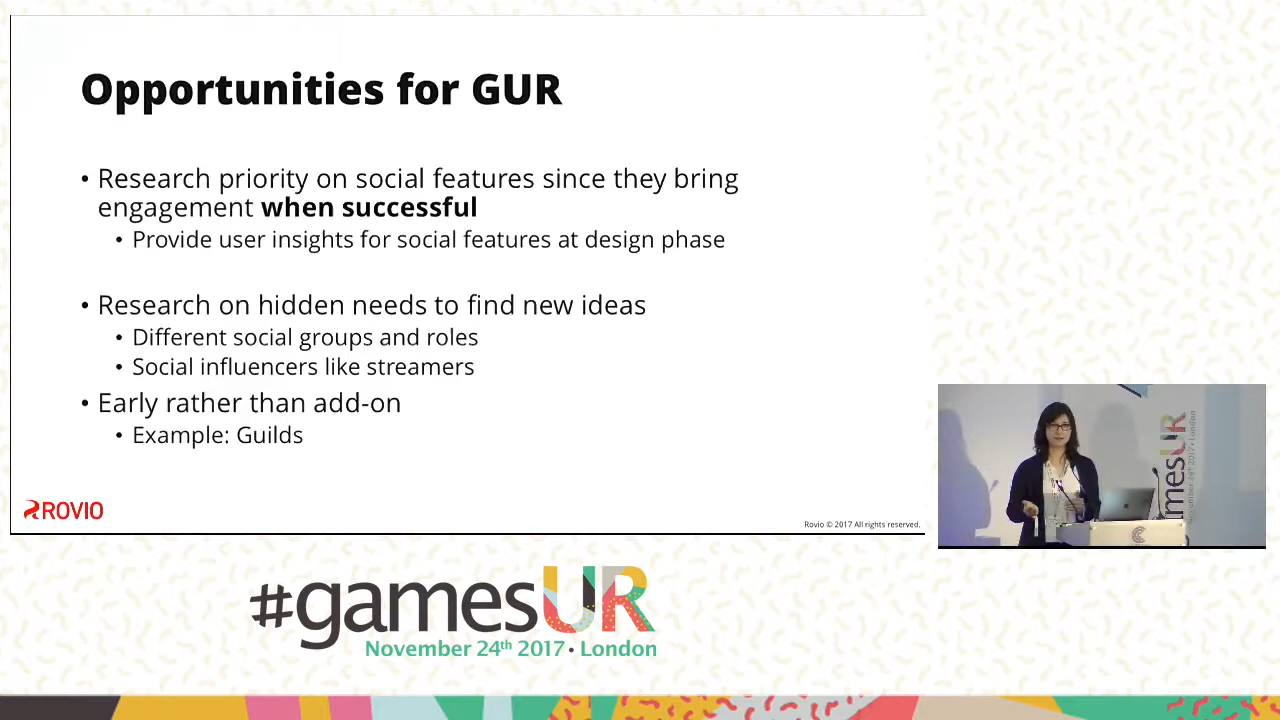 Opportunities for GUR
• Research priority on social features since they bring
engagement when successful
• Provide user insights for social features at design phase
• Research on hidden needs to find new ideas
• Different social groups and roles
• Social influencers like streamers
• Early rather than add-on
• Example: Guilds
ROVIO
Rovio © 2017 All rights reserved.
mesUR
2017 • London
#gamesUR
November 24th 2017 • London